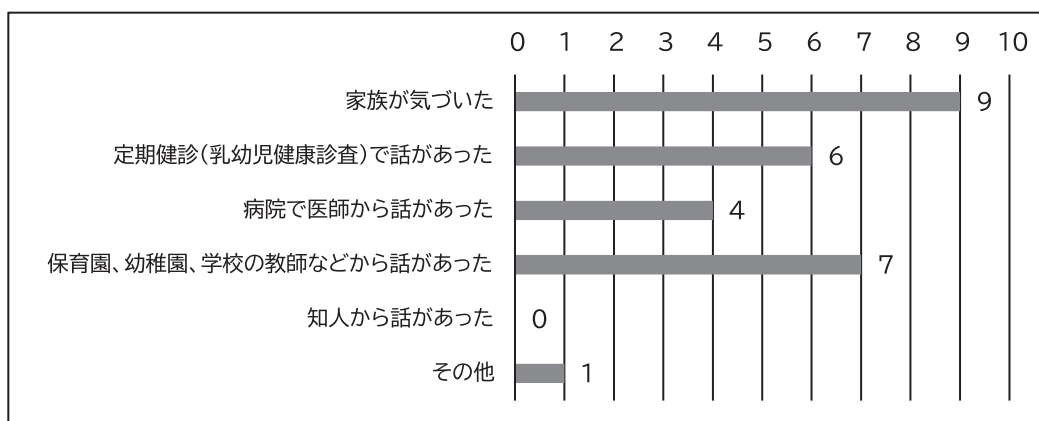 0 1 2 3 4 5 6 7 8 9 10
家族が気づいた 9
定期健診（乳幼児健康診査）で話があった 6
病院で医師から話があった 4
保育園、幼稚園、学校の教師などから話があった 7
知人から話があった 0
その他 1